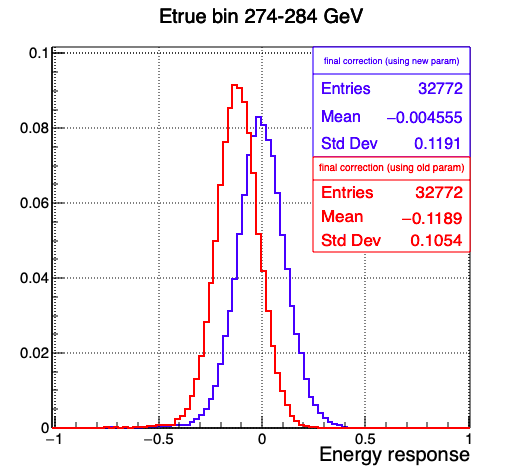 Etrue bin 274-284 GeV
final correction (using new param)
Entries 32772
Mean −0.004555
Std Dev 0.1191
final correction (using old param)
Entries 32772
Mean −0.1189
Std Dev 0.1054
0.1
0.08
0.06
0.04
0.02
0
−1 −0.5 0 0.5 1
Energy response